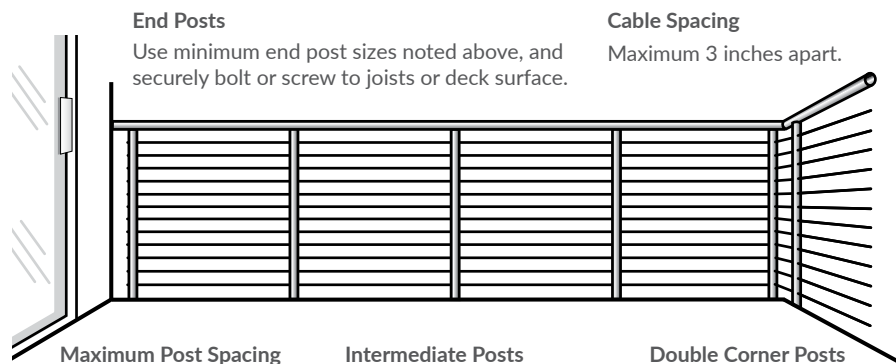 End Posts
Use minimum end post sizes noted above, and
securely bolt or screw to joists or deck surface.
Cable Spacing
Maximum 3 inches apart.
Maximum Post Spacing
Intermediate Posts
Double Corner Posts